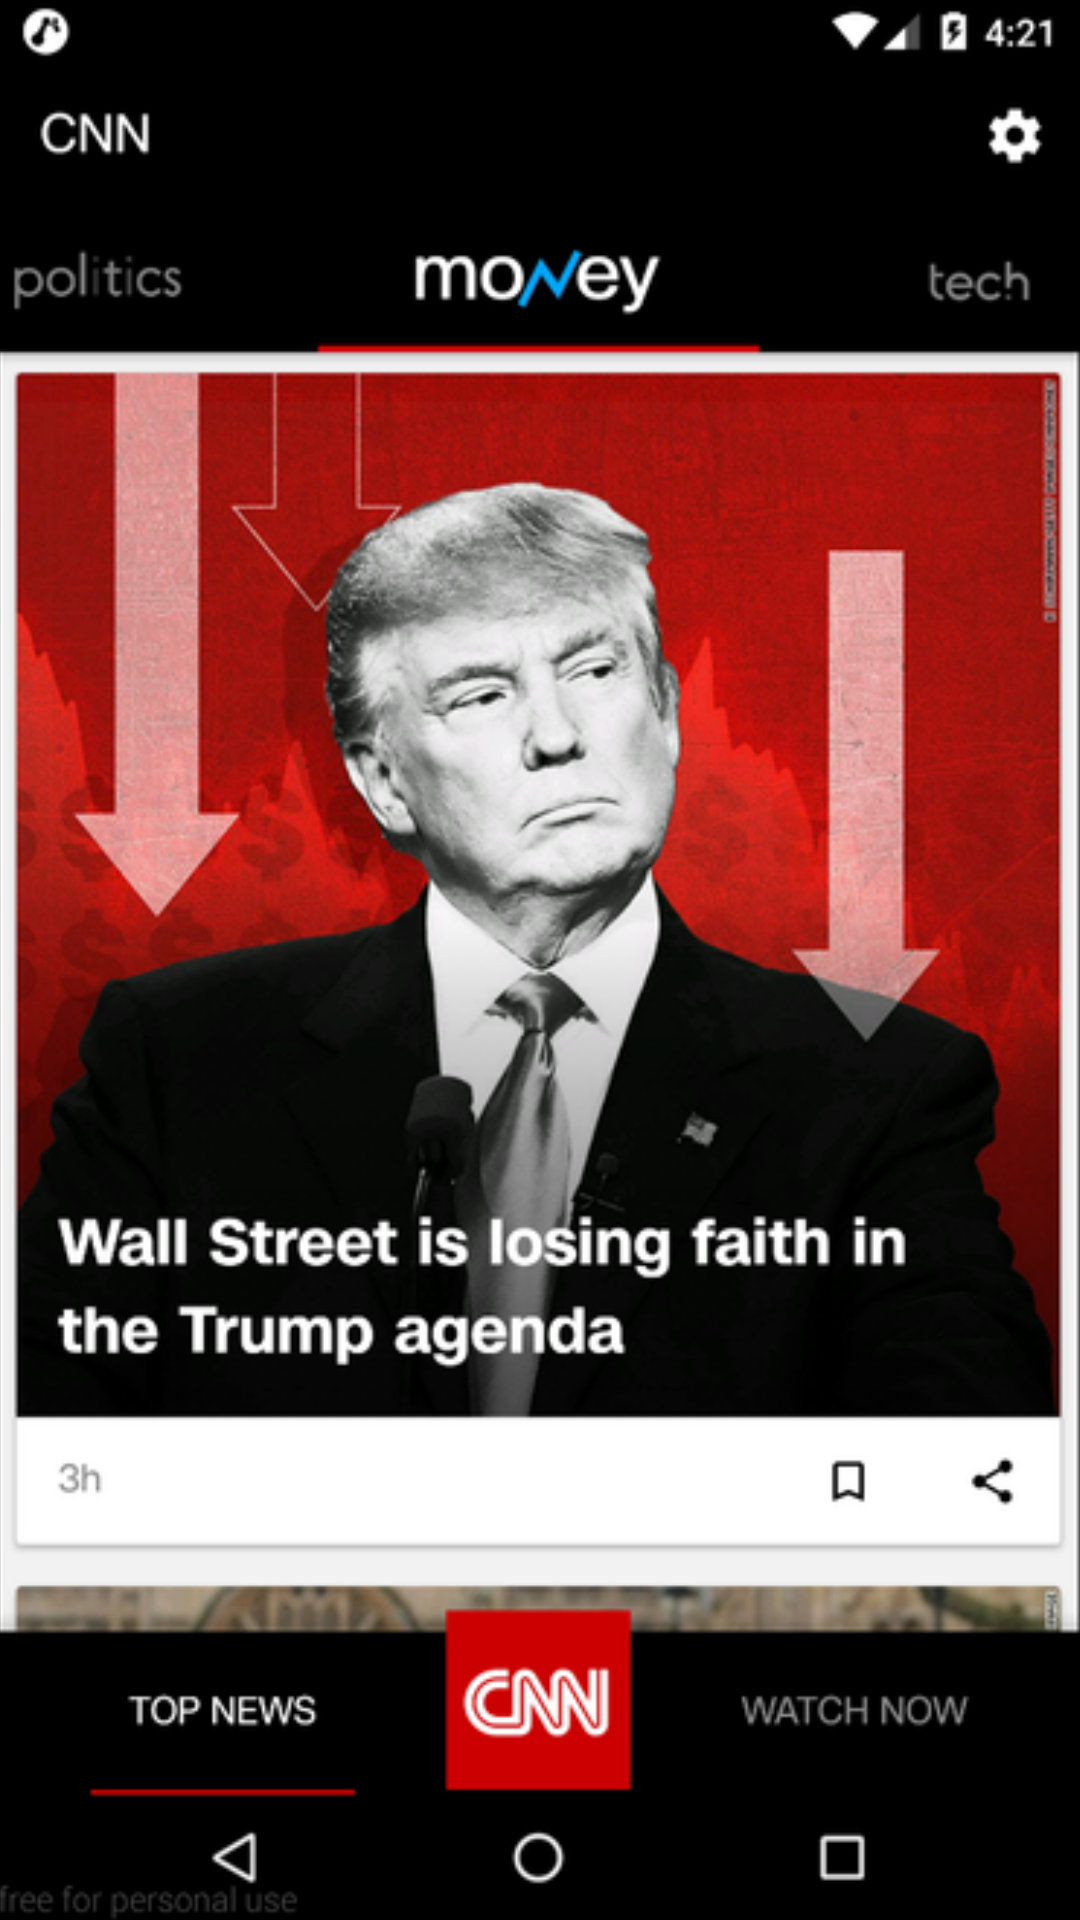 4:21
CNN
politics
money
tech
Wall Street is losing faith in
the Trump agenda
3h
TOP NEWS
CNN
WATCH NOW
free for personal use